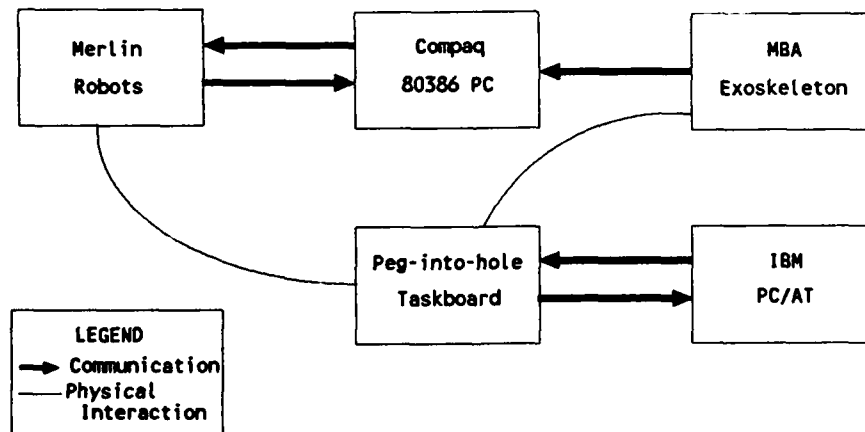 Merlin
Robots
Compaq
80386 PC
MBA
Exoskeleton
Peg-into-hole
Taskboard
IBM
PC/AT
LEGEND
Communication
Physical
Interaction